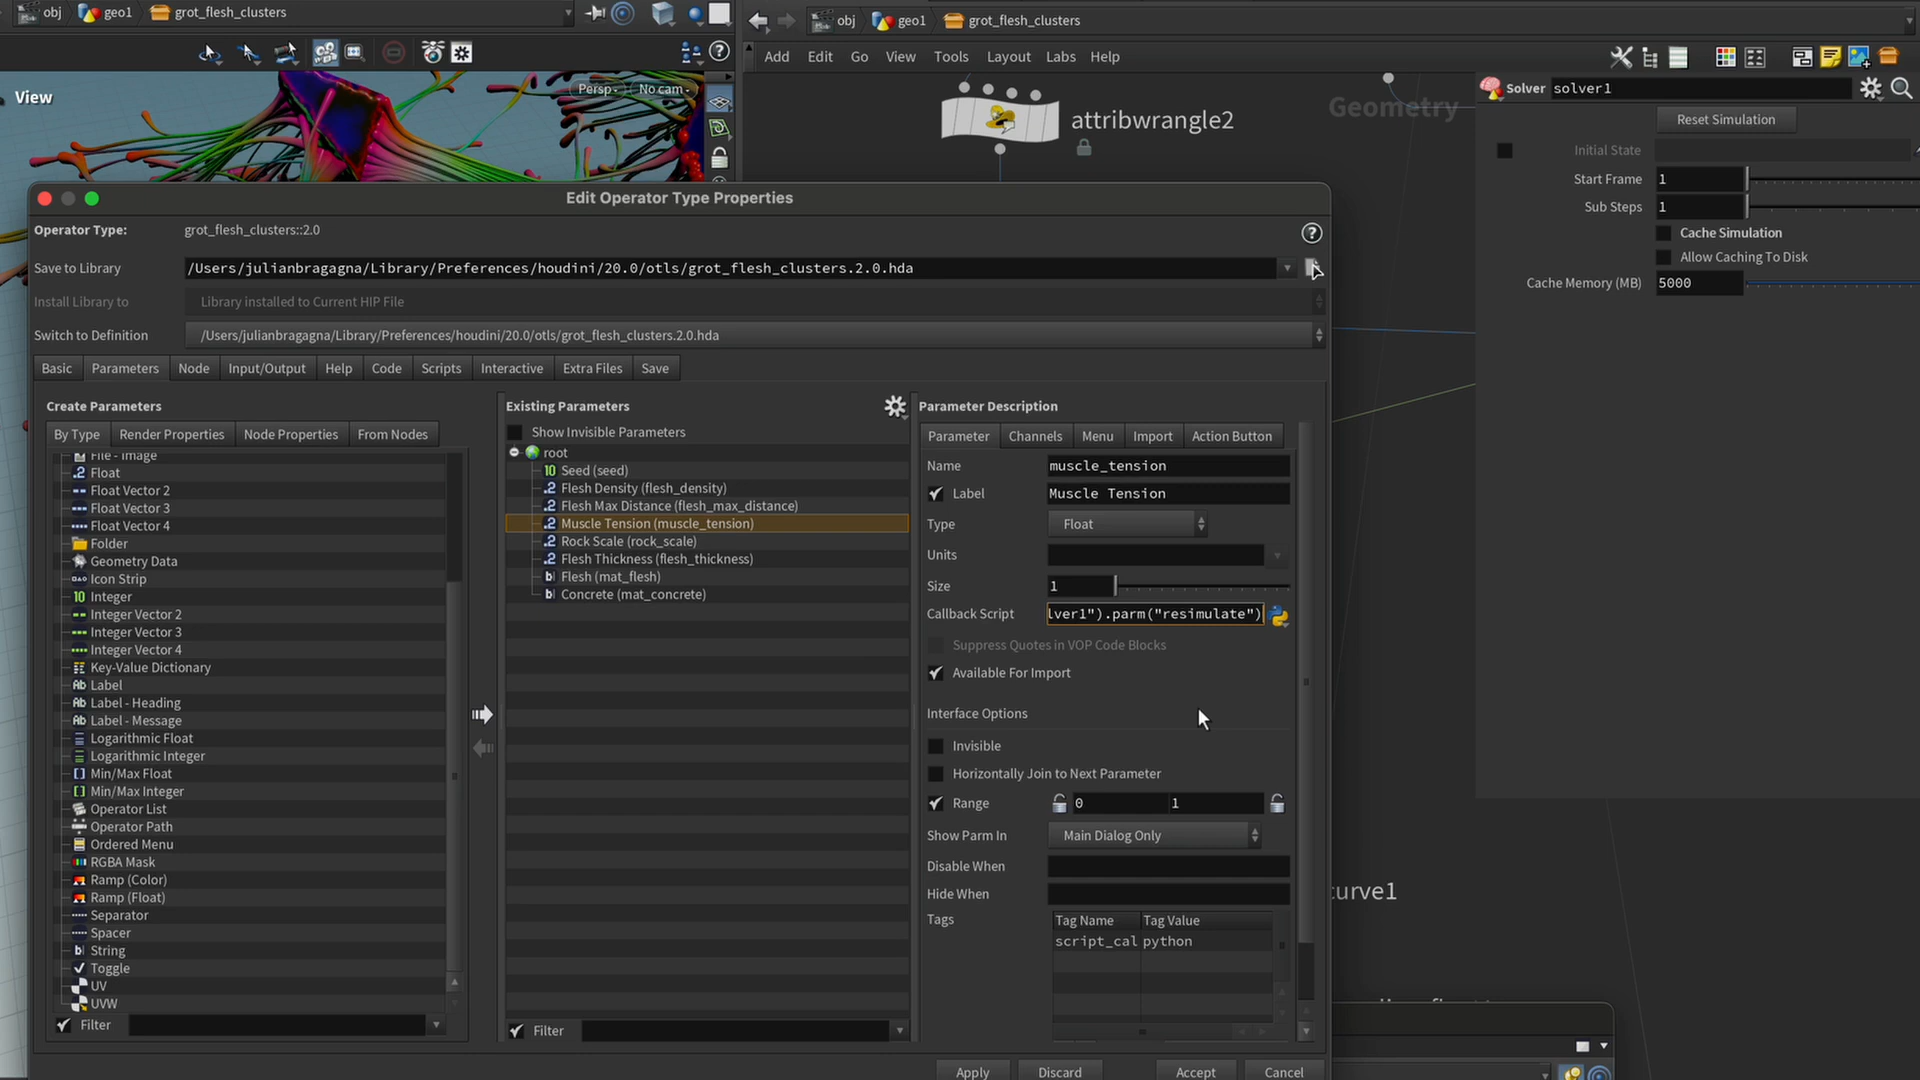 obj geo1 grot_flesh_clusters
obj geo1 grot_flesh_clusters
Add Edit Go View Tools Layout Labs Help
View
Persp No cam
attribwrangle2
Geometry
Solver solver1
Reset Simulation
Initial State
Start Frame 1
Sub Steps 1
Cache Simulation
Allow Caching To Disk
Cache Memory (MB) 5000
Edit Operator Type Properties
Operator Type: grot_flesh_clusters::2.0
Save to Library /Users/julianbragagna/Library/Preferences/houdini/20.0/otls/grot_flesh_clusters.2.0.hda
Install Library to Library installed to Current HIP File
Switch to Definition /Users/julianbragagna/Library/Preferences/houdini/20.0/otls/grot_flesh_clusters.2.0.hda
Basic Parameters Node Input/Output Help Code Scripts Interactive Extra Files Save
Create Parameters
By Type Render Properties Node Properties From Nodes
File - Image
Float
Float Vector 2
Float Vector 3
Float Vector 4
Folder
Geometry Data
Icon Strip
Integer
Integer Vector 2
Integer Vector 3
Integer Vector 4
Key-Value Dictionary
Label
Label - Heading
Label - Message
Logarithmic Float
Logarithmic Integer
Min/Max Float
Min/Max Integer
Operator List
Operator Path
Ordered Menu
RGBA Mask
Ramp (Color)
Ramp (Float)
Separator
Spacer
String
Toggle
UV
UVW
Filter
Existing Parameters
Show Invisible Parameters
root
Seed (seed)
Flesh Density (flesh_density)
Flesh Max Distance (flesh_max_distance)
Muscle Tension (muscle_tension)
Rock Scale (rock_scale)
Flesh Thickness (flesh_thickness)
Flesh (mat_flesh)
Concrete (mat_concrete)
Filter
Parameter Description
Parameter Channels Menu Import Action Button
Name muscle_tension
Label Muscle Tension
Type Float
Units
Size 1
Callback Script lver1").parm("resimulate")
Suppress Quotes in VOP Code Blocks
Available For Import
Interface Options
Invisible
Horizontally Join to Next Parameter
Range 0 1
Show Parm In Main Dialog Only
Disable When
Hide When
Tags
Tag Name Tag Value
script_cal python
Apply Discard Accept Cancel
curve1